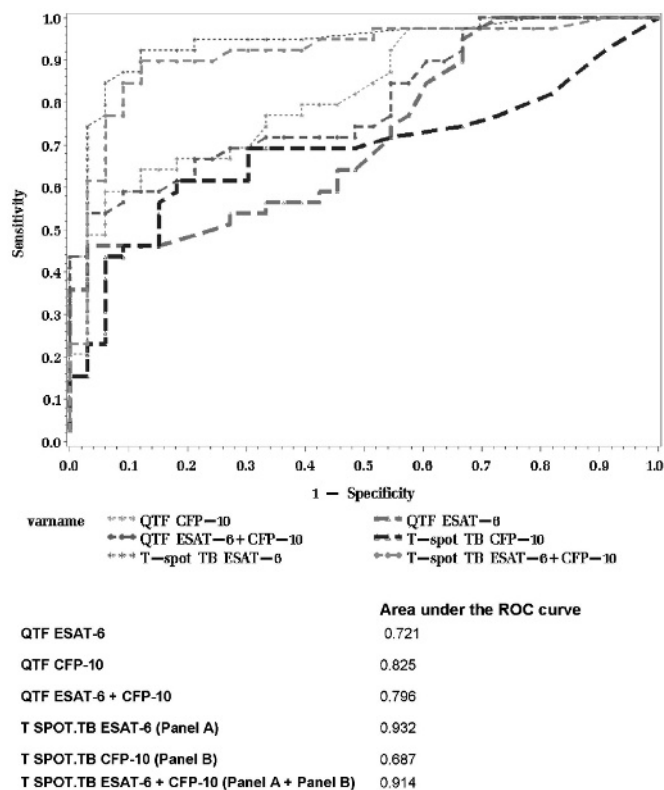 1.0
0.9
0.8
0.7
0.6
0.5
0.4
0.3
0.2
0.1
0.0
Sensitivity
0.0 0.1 0.2 0.3 0.4 0.5 0.6 0.7 0.8 0.9 1.0
1 — Specificity
varname QTF CFP—10 QTF ESAT—6
QTF ESAT—6+CFP—10 T—spot TB CFP—10
T—spot TB ESAT—6 T—spot TB ESAT—6+CFP—10
Area under the ROC curve
QTF ESAT-6 0.721
QTF CFP-10 0.825
QTF ESAT-6 + CFP-10 0.796
T SPOT.TB ESAT-6 (Panel A) 0.932
T SPOT.TB CFP-10 (Panel B) 0.687
T SPOT.TB ESAT-6 + CFP-10 (Panel A + Panel B) 0.914